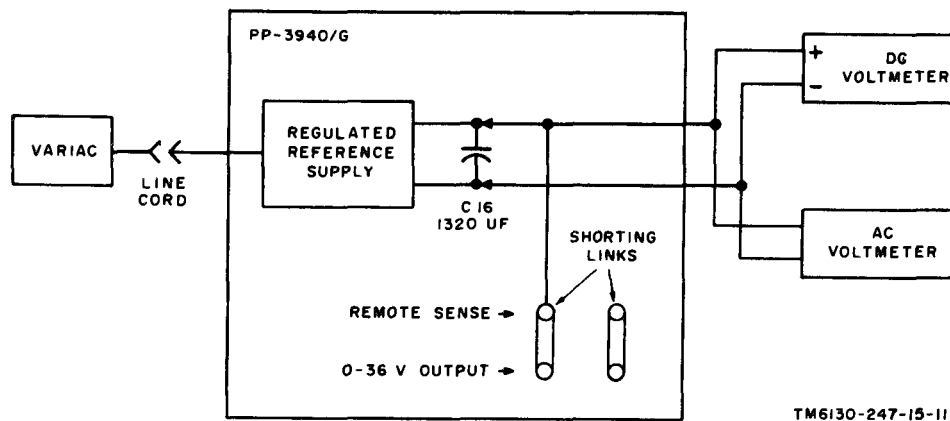 PP-3940/G
VARIAC
LINE
CORD
REGULATED
REFERENCE
SUPPLY
C16
1320 UF
SHORTING
LINKS
REMOTE SENSE
0-36 V OUTPUT
+
-
DC
VOLTMETER
AC
VOLTMETER
TM6130-247-15-11